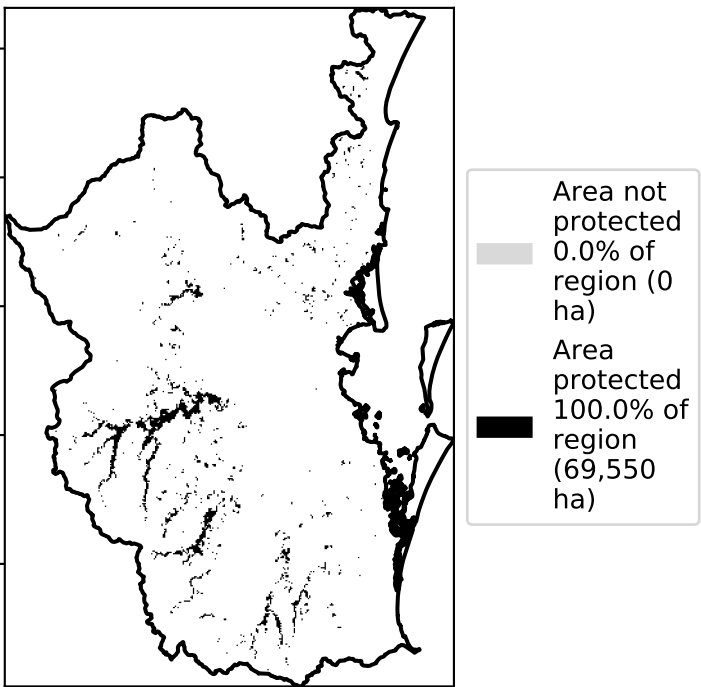 Area not
protected
0.0% of
region (0
ha)
Area
protected
100.0% of
region
(69,550
ha)